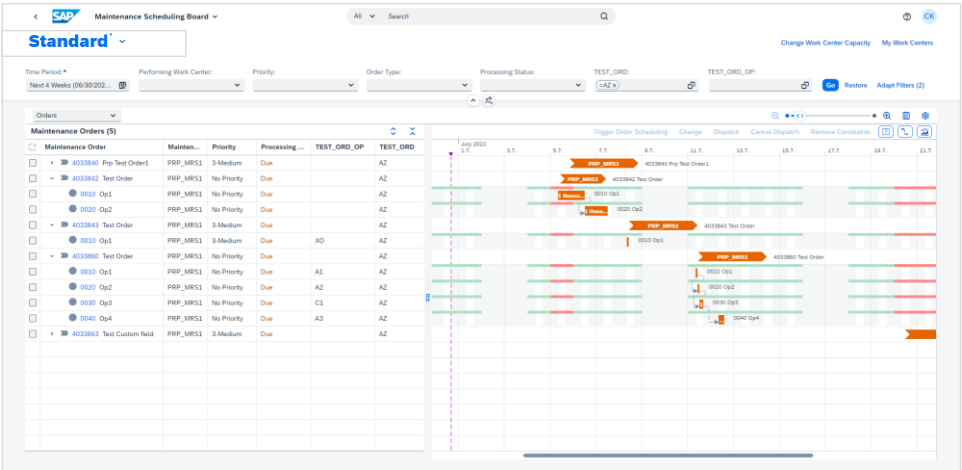 SAP Maintenance Scheduling Board
All Search
CK
Standard*
Change Work Center Capacity My Work Centers
Time Period:* Performing Work Center: Priority: Order Type: Processing Status: TEST_ORD: TEST_ORD_OP:
Next 4 Weeks (06/30/202... =AZ x Go Restore Adapt Filters (2)
Orders
Maintenance Orders (5) Trigger Order Scheduling Change Dispatch Cancel Dispatch Remove Constraints
Maintenance Order Mainten... Priority Processing ... TEST_ORD_OP TEST_ORD
July 2022
1.7. 3.7. 5.7. 7.7. 9.7. 11.7. 13.7. 15.7. 17.7. 19.7. 21.7.
4033840 Prp Test Order1 PRP_MRS1 3-Medium Due AZ PRP_MRS1 4033840 Prp Test Order1
4033842 Test Order PRP_MRS1 No Priority Due AZ PRP_MRS1 4033842 Test Order
0010 Op1 PRP_MRS1 No Priority Due AZ 0010 Op1
0020 Op2 PRP_MRS1 No Priority Due AZ 0020 Op2
4033843 Test Order PRP_MRS1 3-Medium Due AZ PRP_MRS1 4033843 Test Order
0010 Op1 PRP_MRS1 3-Medium Due XO AZ 0010 Op1
4033860 Test Order PRP_MRS1 No Priority Due AZ PRP_MRS1 4033860 Test Order
0010 Op1 PRP_MRS1 No Priority Due A1 AZ 0010 Op1
0020 Op2 PRP_MRS1 No Priority Due A2 AZ 0020 Op2
0030 Op3 PRP_MRS1 No Priority Due C1 AZ 0030 Op3
0040 Op4 PRP_MRS1 No Priority Due A3 AZ 0040 Op4
4033863 Test Custom field PRP_MRS1 3-Medium Due AZ